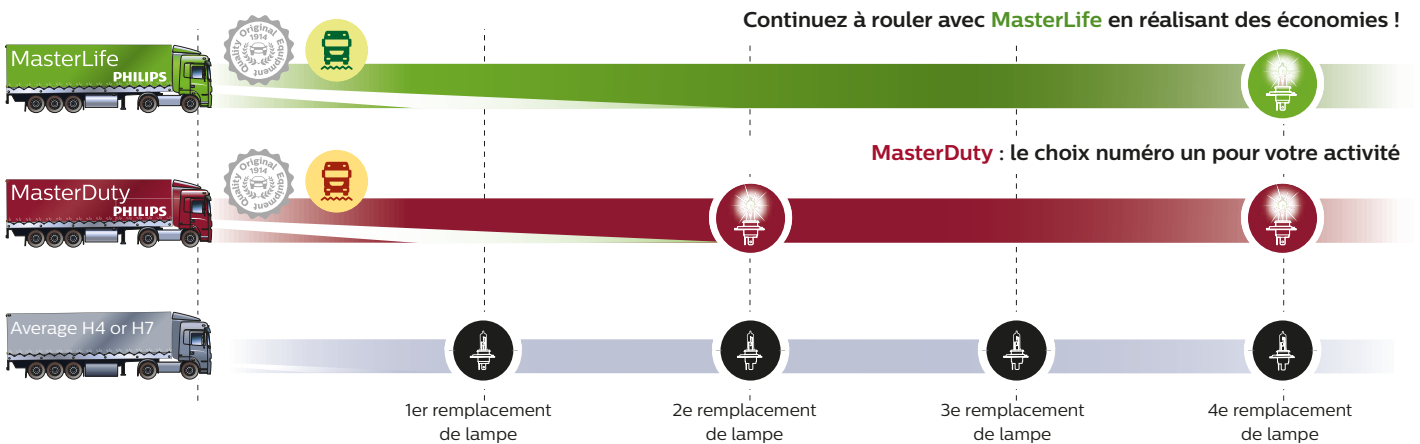 Continuez à rouler avec MasterLife en réalisant des économies !
MasterLife
PHILIPS
Original
Equipment
Quality
1914
MasterDuty : le choix numéro un pour votre activité
MasterDuty
PHILIPS
Original
Equipment
Quality
1914
Average H4 or H7
1er remplacement
de lampe
2e remplacement
de lampe
3e remplacement
de lampe
4e remplacement
de lampe